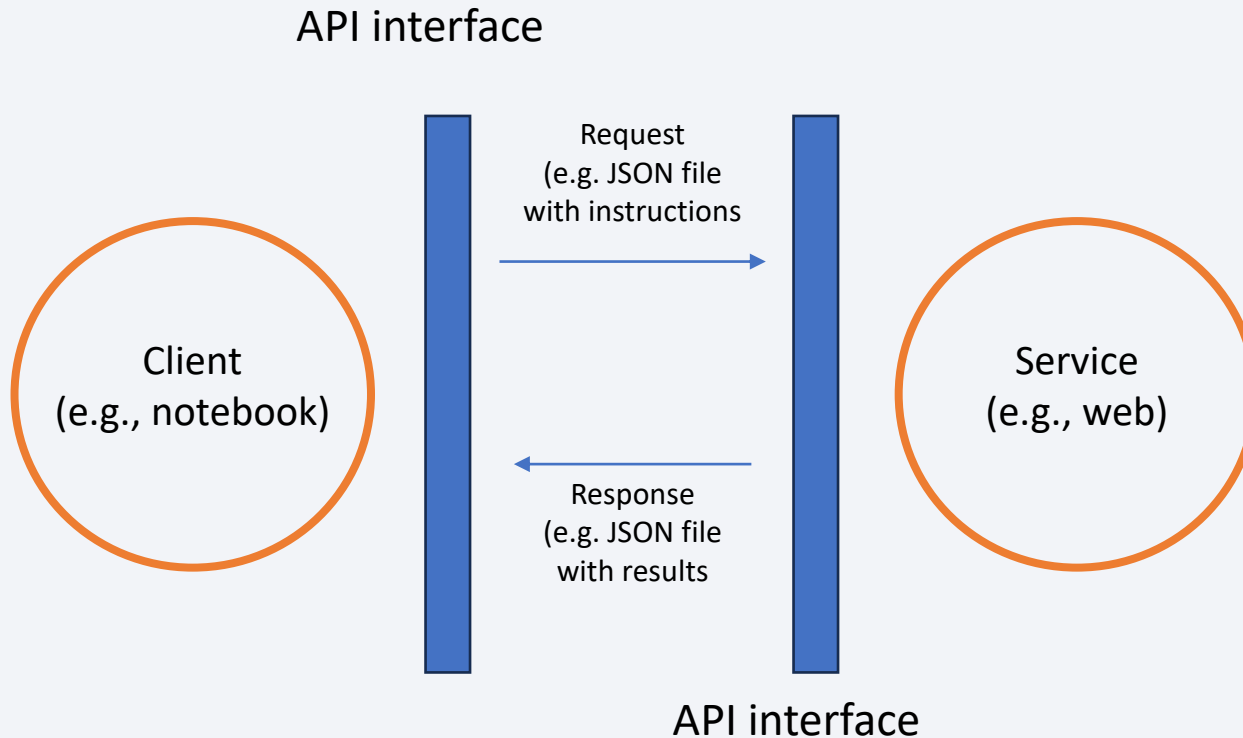 API interface
Request
(e.g. JSON file
with instructions
Client
(e.g., notebook)
Service
(e.g., web)
Response
(e.g. JSON file
with results
API interface